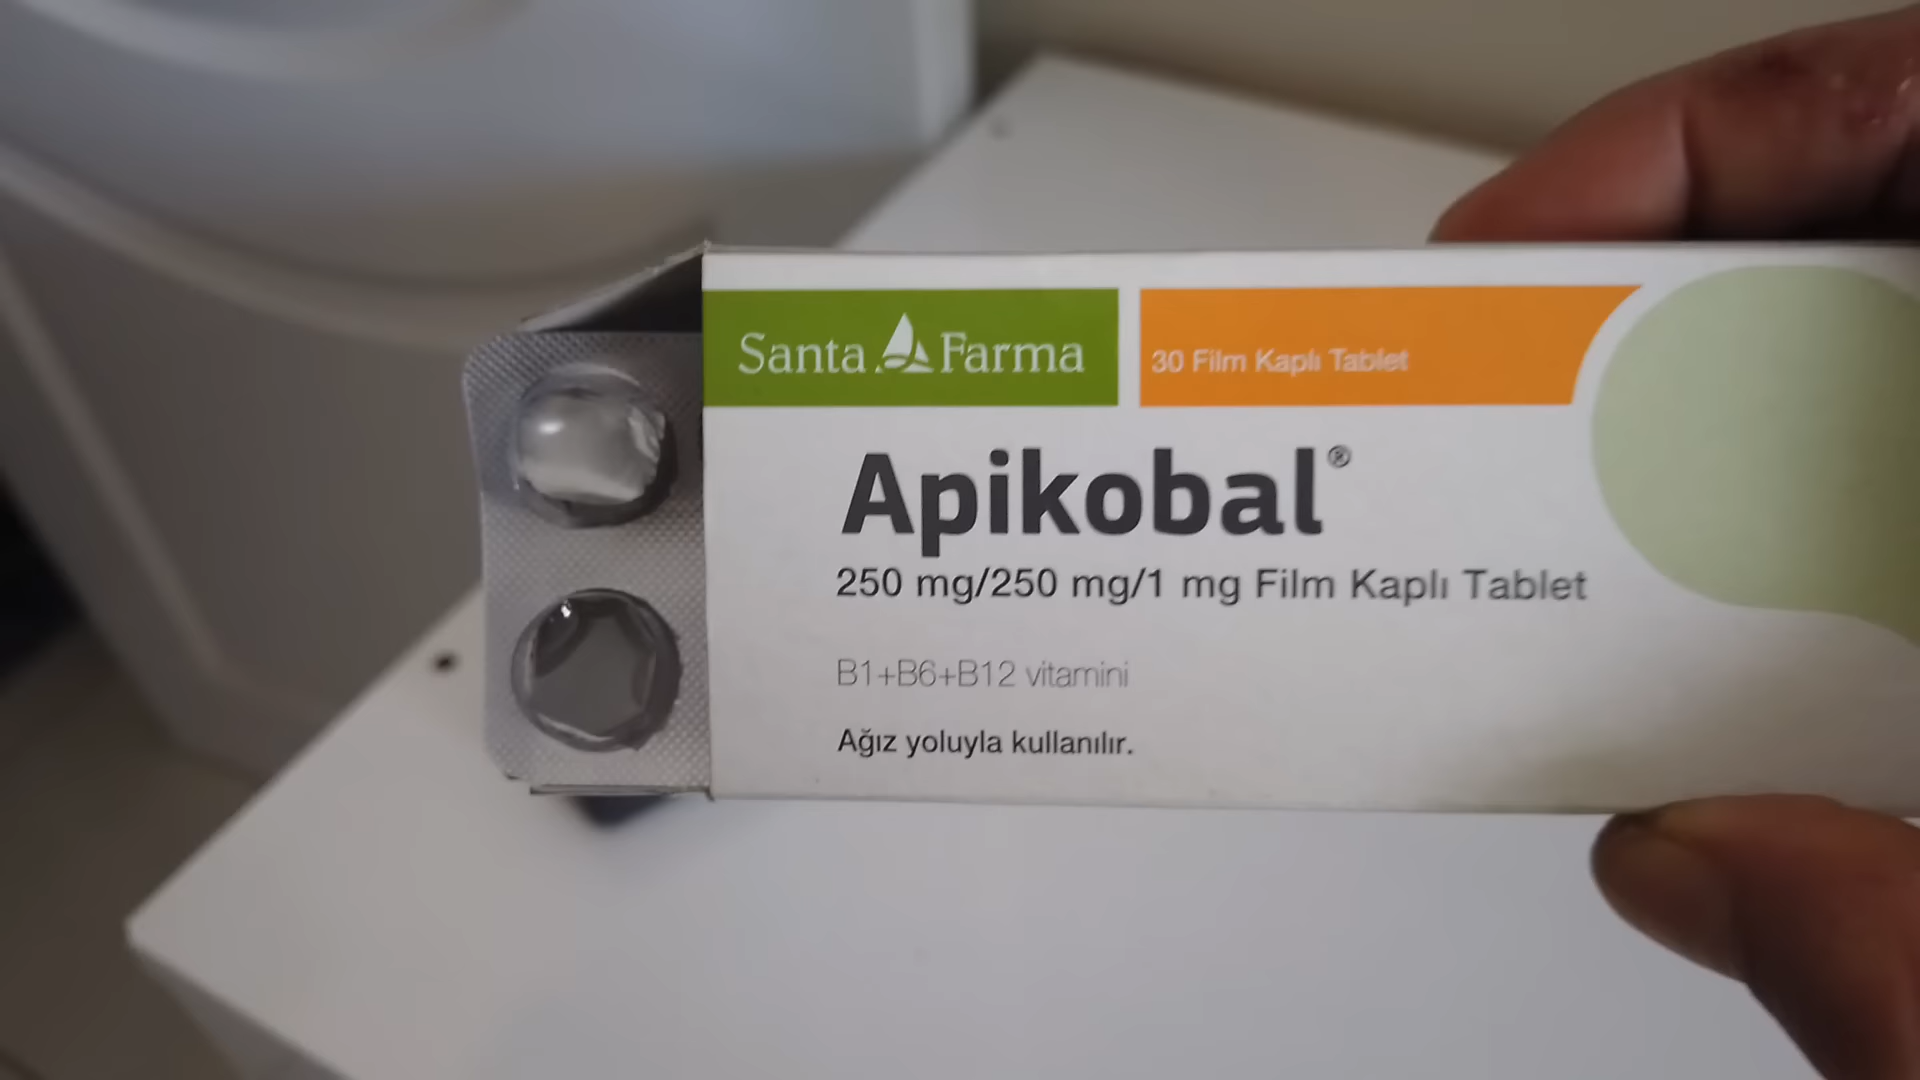 Santa Farma
30 Film Kaplı Tablet
Apikobal®
250 mg/250 mg/1 mg Film Kaplı Tablet
B1+B6+B12 vitamini
Ağız yoluyla kullanılır.